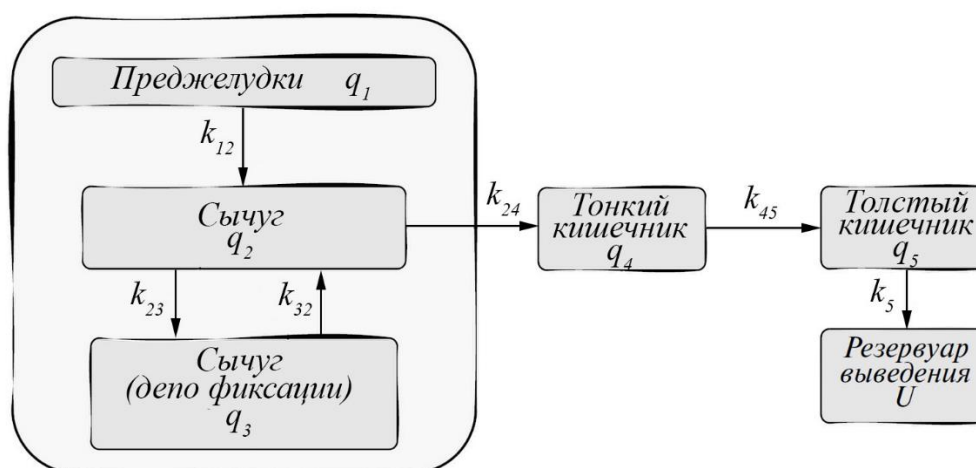 Преджелудки q₁
k₁₂
Сычуг
q₂
k₂₄
Тонкий
кишечник
q₄
k₄₅
Толстый
кишечник
q₅
k₂₃
k₃₂
k₅
Сычуг
(депо фиксации)
q₃
Резервуар
выведения
U